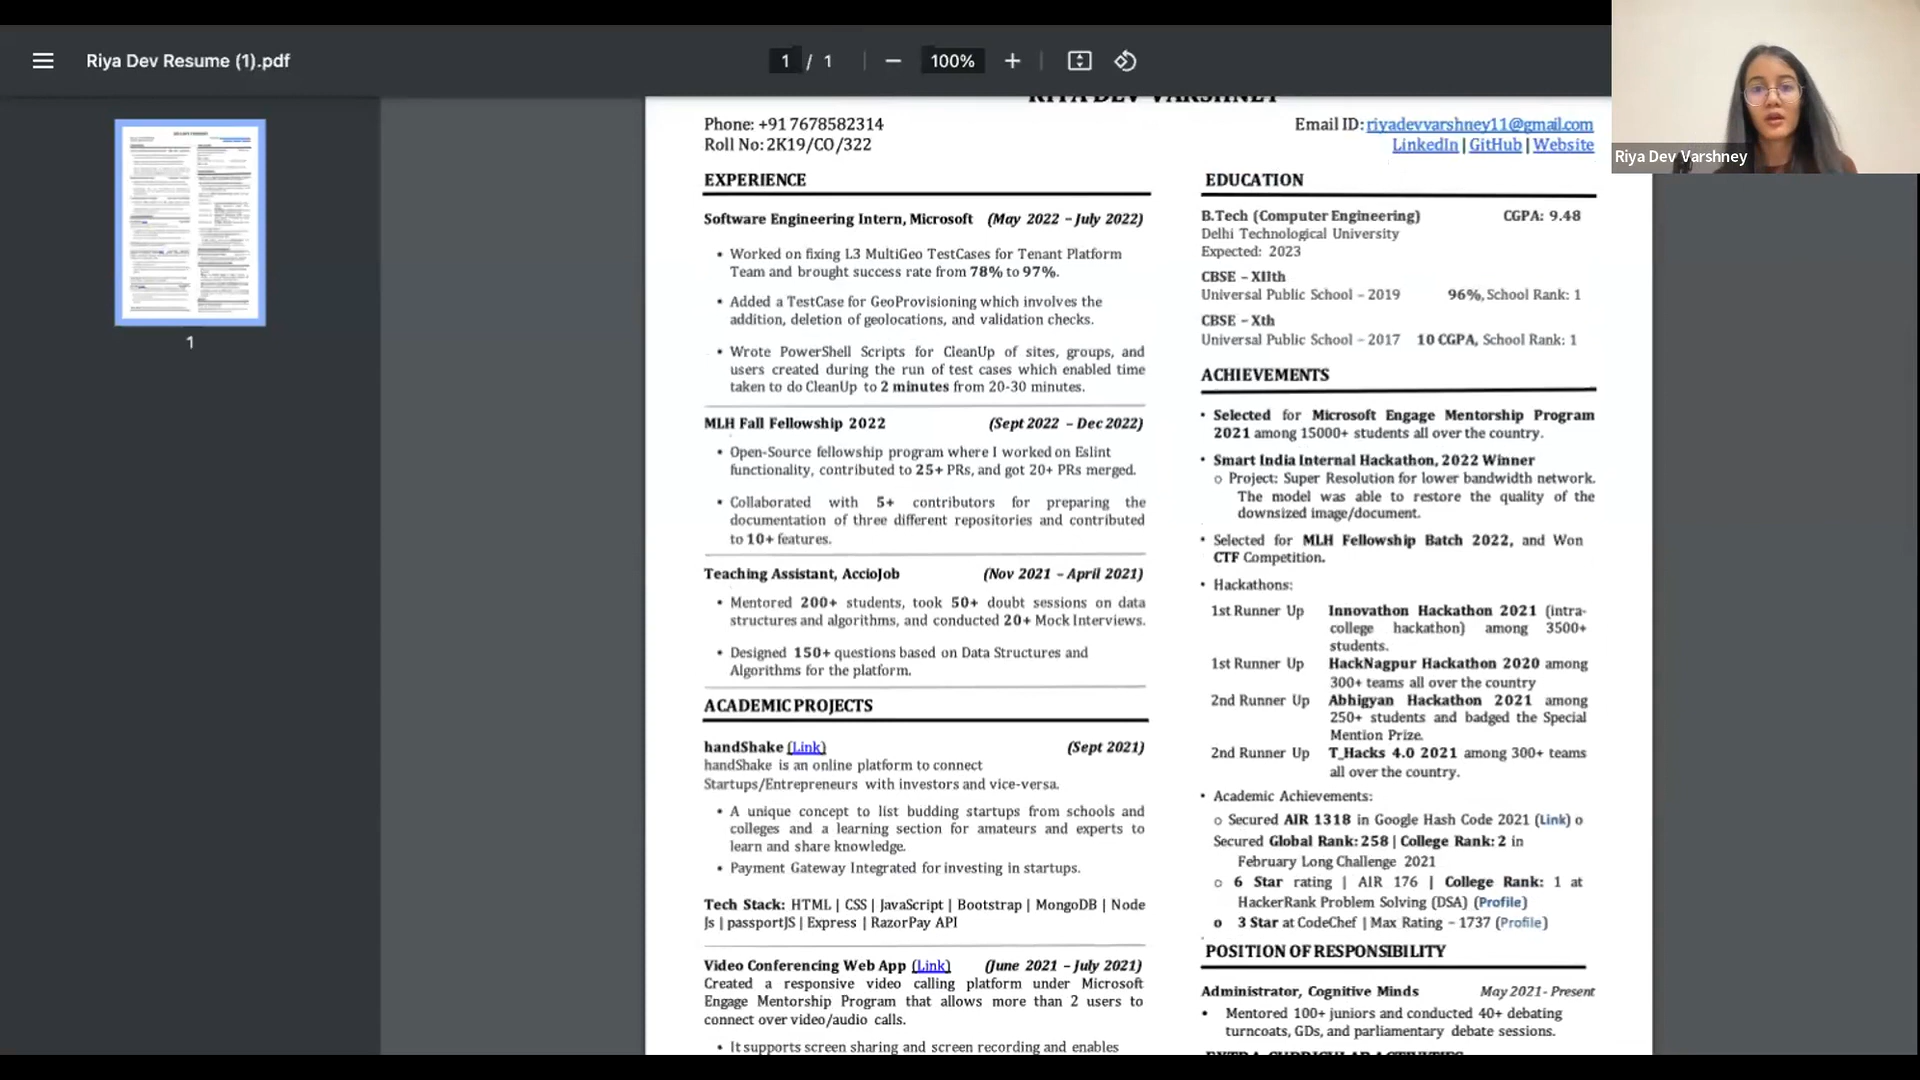 Riya Dev Resume (1).pdf
1 / 1
100%
1
Riya Dev Varshney
RIYA DEV VARSHNEY
Phone: +91 7678582314
Roll No: 2K19/CO/322
Email ID: riyadevvarshney11@gmail.com
LinkedIn | GitHub | Website
EXPERIENCE
Software Engineering Intern, Microsoft (May 2022 – July 2022)
• Worked on fixing L3 MultiGeo TestCases for Tenant Platform
Team and brought success rate from 78% to 97%.
• Added a TestCase for GeoProvisioning which involves the
addition, deletion of geolocations, and validation checks.
• Wrote PowerShell Scripts for CleanUp of sites, groups, and
users created during the run of test cases which enabled time
taken to do CleanUp to 2 minutes from 20-30 minutes.
MLH Fall Fellowship 2022 (Sept 2022 – Dec 2022)
• Open-Source fellowship program where I worked on Eslint
functionality, contributed to 25+ PRs, and got 20+ PRs merged.
• Collaborated with 5+ contributors for preparing the
documentation of three different repositories and contributed
to 10+ features.
Teaching Assistant, AccioJob (Nov 2021 – April 2021)
• Mentored 200+ students, took 50+ doubt sessions on data
structures and algorithms, and conducted 20+ Mock Interviews.
• Designed 150+ questions based on Data Structures and
Algorithms for the platform.
ACADEMIC PROJECTS
handShake (Link) (Sept 2021)
handShake is an online platform to connect
Startups/Entrepreneurs with investors and vice-versa.
• A unique concept to list budding startups from schools and
colleges and a learning section for amateurs and experts to
learn and share knowledge.
• Payment Gateway Integrated for investing in startups.
Tech Stack: HTML | CSS | JavaScript | Bootstrap | MongoDB | Node
Js | passportJS | Express | RazorPay API
Video Conferencing Web App (Link) (June 2021 – July 2021)
Created a responsive video calling platform under Microsoft
Engage Mentorship Program that allows more than 2 users to
connect over video/audio calls.
• It supports screen sharing and screen recording and enables
EDUCATION
B.Tech (Computer Engineering) CGPA: 9.48
Delhi Technological University
Expected: 2023
CBSE – XIIth
Universal Public School – 2019 96%, School Rank: 1
CBSE – Xth
Universal Public School – 2017 10 CGPA, School Rank: 1
ACHIEVEMENTS
• Selected for Microsoft Engage Mentorship Program
2021 among 15000+ students all over the country.
• Smart India Internal Hackathon, 2022 Winner
o Project: Super Resolution for lower bandwidth network.
The model was able to restore the quality of the
downsized image/document.
• Selected for MLH Fellowship Batch 2022, and Won
CTF Competition.
• Hackathons:
1st Runner Up Innovathon Hackathon 2021 (intra-
college hackathon) among 3500+
students.
1st Runner Up HackNagpur Hackathon 2020 among
300+ teams all over the country
2nd Runner Up Abhigyan Hackathon 2021 among
250+ students and badged the Special
Mention Prize.
2nd Runner Up T_Hacks 4.0 2021 among 300+ teams
all over the country.
• Academic Achievements:
o Secured AIR 1318 in Google Hash Code 2021 (Link) o
Secured Global Rank: 258 | College Rank: 2 in
February Long Challenge 2021
o 6 Star rating | AIR 176 | College Rank: 1 at
HackerRank Problem Solving (DSA) (Profile)
o 3 Star at CodeChef | Max Rating – 1737 (Profile)
POSITION OF RESPONSIBILITY
Administrator, Cognitive Minds May 2021- Present
• Mentored 100+ juniors and conducted 40+ debating
turncoats, GDs, and parliamentary debate sessions.
EXTRA-CURRICULAR ACTIVITIES